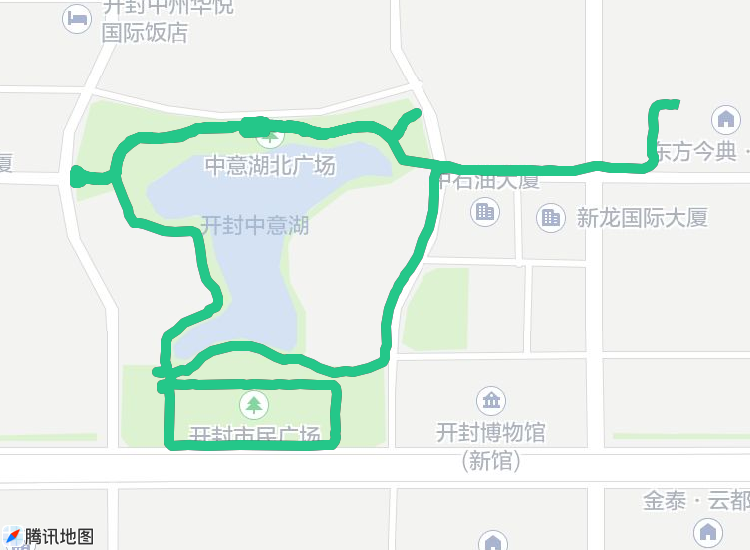 开封中州华悦
国际饭店
中意湖北广场
厦
东方今典·
中石油大厦
开封中意湖
新龙国际大厦
开封市民广场
开封博物馆
(新馆)
金泰·云都
腾讯地图